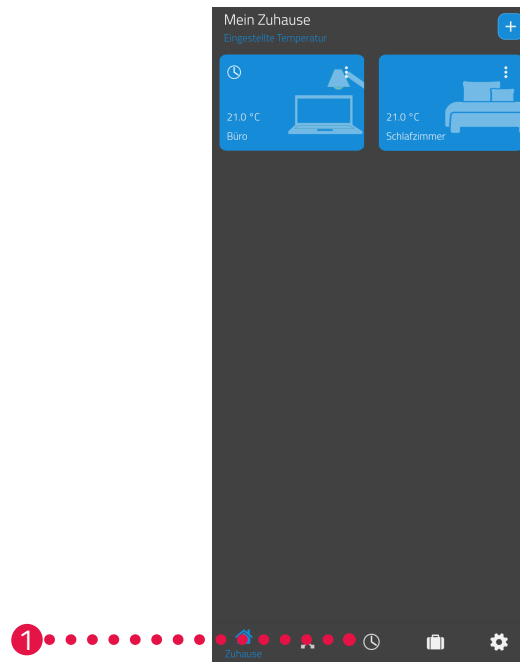 Mein Zuhause
Eingestellte Temperatur
21.0 °C
Büro
21.0 °C
Schlafzimmer
1
Zuhause